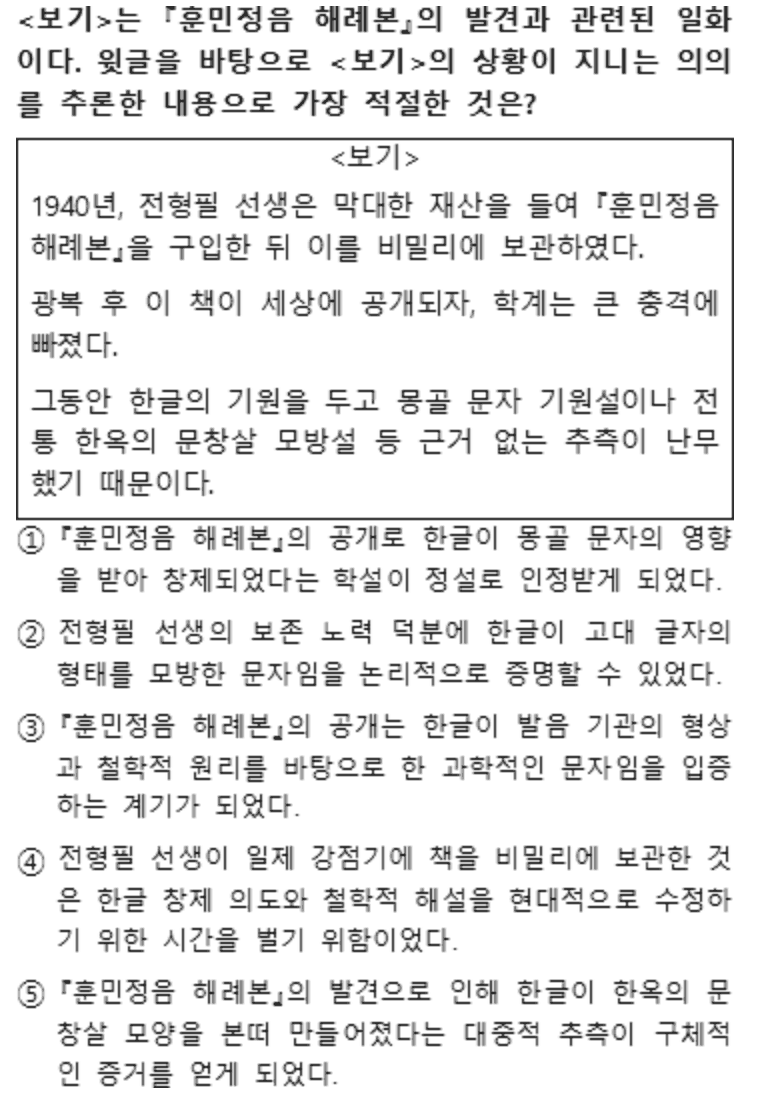 <보기>는 『훈민정음 해례본』의 발견과 관련된 일화
이다. 윗글을 바탕으로 <보기>의 상황이 지니는 의의
를 추론한 내용으로 가장 적절한 것은?
<보기>
1940년, 전형필 선생은 막대한 재산을 들여 『훈민정음
해례본』을 구입한 뒤 이를 비밀리에 보관하였다.
광복 후 이 책이 세상에 공개되자, 학계는 큰 충격에
빠졌다.
그동안 한글의 기원을 두고 몽골 문자 기원설이나 전
통 한옥의 문창살 모방설 등 근거 없는 추측이 난무
했기 때문이다.
① 『훈민정음 해례본』의 공개로 한글이 몽골 문자의 영향
을 받아 창제되었다는 학설이 정설로 인정받게 되었다.
② 전형필 선생의 보존 노력 덕분에 한글이 고대 글자의
형태를 모방한 문자임을 논리적으로 증명할 수 있었다.
③ 『훈민정음 해례본』의 공개는 한글이 발음 기관의 형상
과 철학적 원리를 바탕으로 한 과학적인 문자임을 입증
하는 계기가 되었다.
④ 전형필 선생이 일제 강점기에 책을 비밀리에 보관한 것
은 한글 창제 의도와 철학적 해설을 현대적으로 수정하
기 위한 시간을 벌기 위함이었다.
⑤ 『훈민정음 해례본』의 발견으로 인해 한글이 한옥의 문
창살 모양을 본떠 만들어졌다는 대중적 추측이 구체적
인 증거를 얻게 되었다.